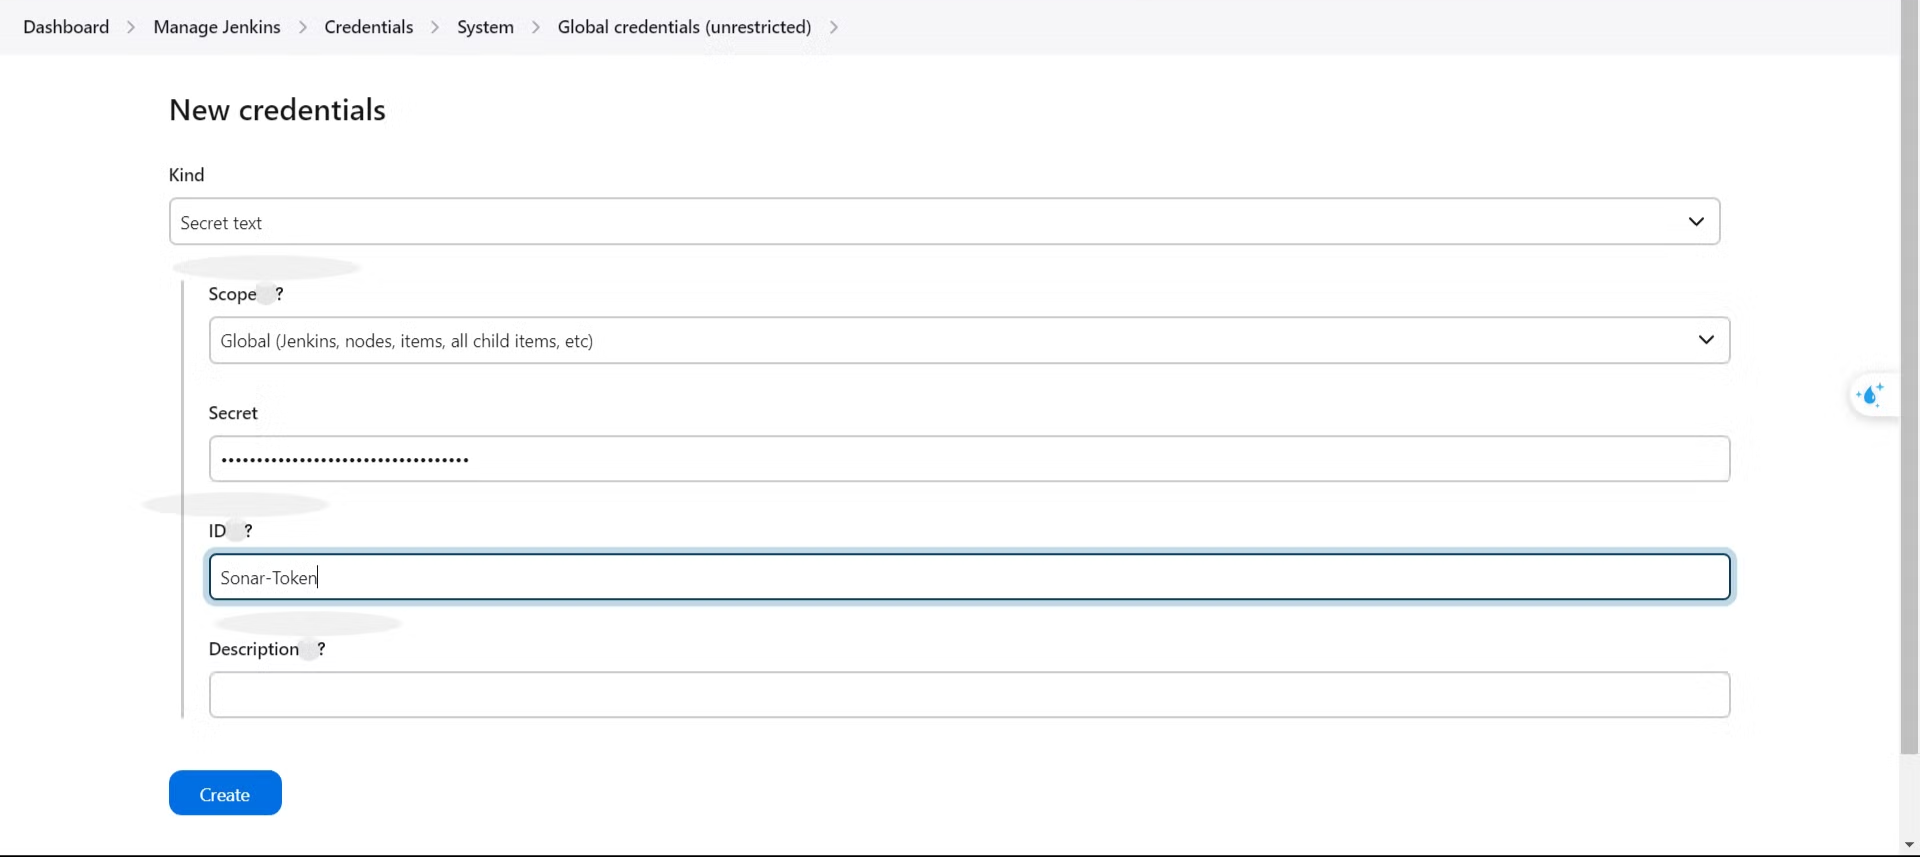 Dashboard > Manage Jenkins > Credentials > System > Global credentials (unrestricted) >
New credentials
Kind
Secret text
Scope ?
Global (Jenkins, nodes, items, all child items, etc)
Secret
•••••••••••••••••••••••••••••••••••
ID ?
Sonar-Token
Description ?
Create